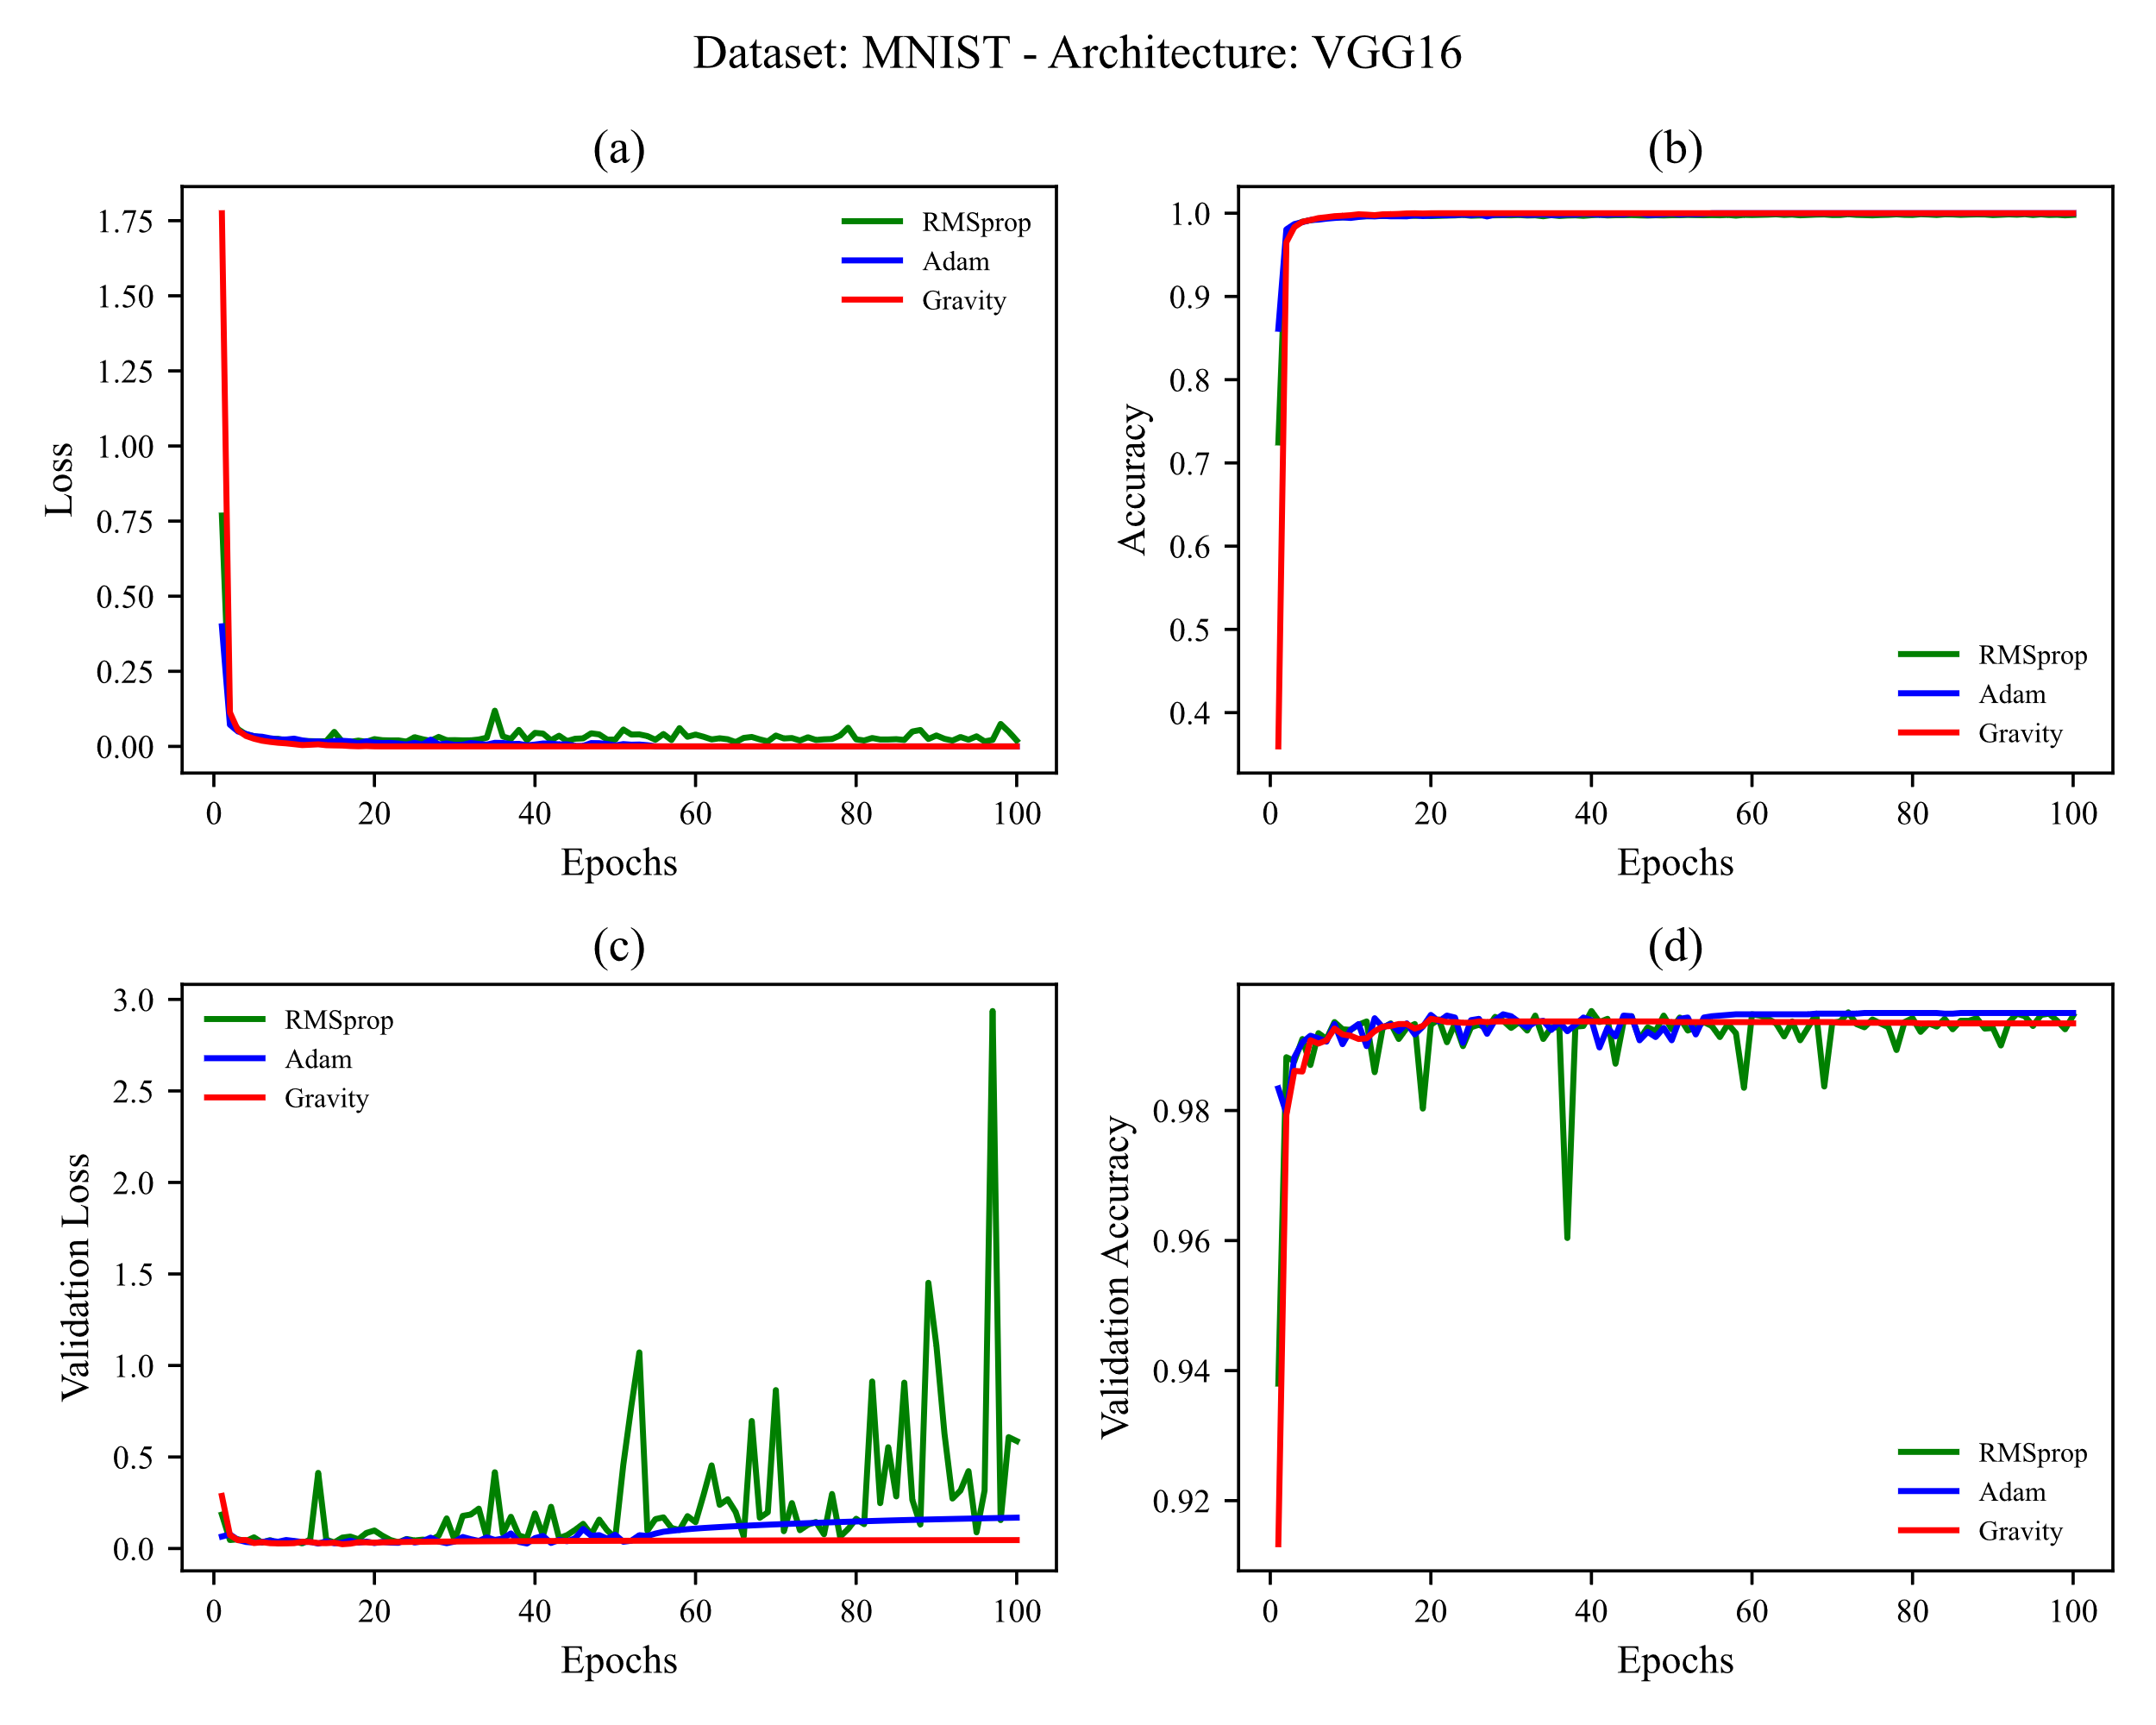 Dataset: MNIST - Architecture: VGG16
(a)
1.75
1.50
1.25
1.00
0.75
0.50
0.25
0.00
Loss
0 20 40 60 80 100
Epochs
RMSprop
Adam
Gravity
(b)
1.0
0.9
0.8
0.7
0.6
0.5
0.4
Accuracy
0 20 40 60 80 100
Epochs
RMSprop
Adam
Gravity
(c)
3.0
2.5
2.0
1.5
1.0
0.5
0.0
Validation Loss
0 20 40 60 80 100
Epochs
RMSprop
Adam
Gravity
(d)
0.98
0.96
0.94
0.92
Validation Accuracy
0 20 40 60 80 100
Epochs
RMSprop
Adam
Gravity